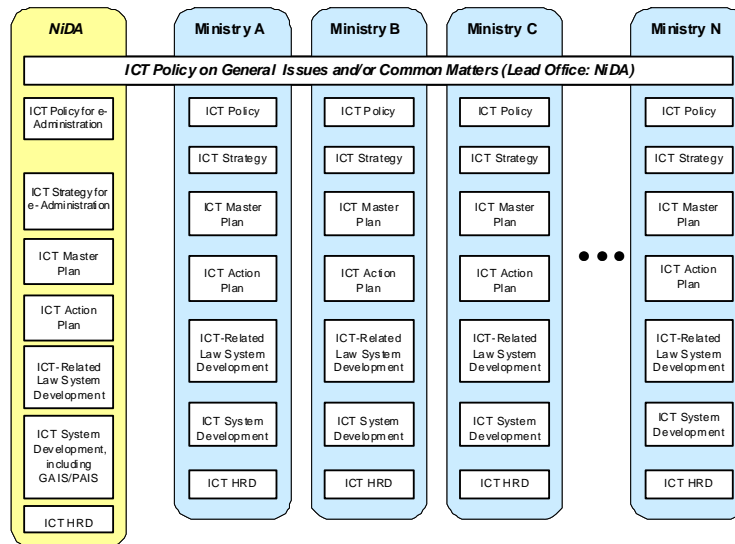 NiDA
Ministry A
Ministry B
Ministry C
Ministry N
ICT Policy on General Issues and/or Common Matters (Lead Office: NiDA)
ICT Policy for e-
Administration
ICT Strategy for
e- Administration
ICT Master
Plan
ICT Action
Plan
ICT-Related
Law System
Development
ICT System
Development,
including
GAIS/PAIS
ICT HRD
ICT Policy
ICT Strategy
ICT Master
Plan
ICT Action
Plan
ICT-Related
Law System
Development
ICT System
Development
ICT HRD
ICT Policy
ICT Strategy
ICT Master
Plan
ICT Action
Plan
ICT-Related
Law System
Development
ICT System
Development
ICT HRD
ICT Policy
ICT Strategy
ICT Master
Plan
ICT Action
Plan
ICT-Related
Law System
Development
ICT System
Development
ICT HRD
•••
ICT Policy
ICT Strategy
ICT Master
Plan
ICT Action
Plan
ICT-Related
Law System
Development
ICT System
Development
ICT HRD